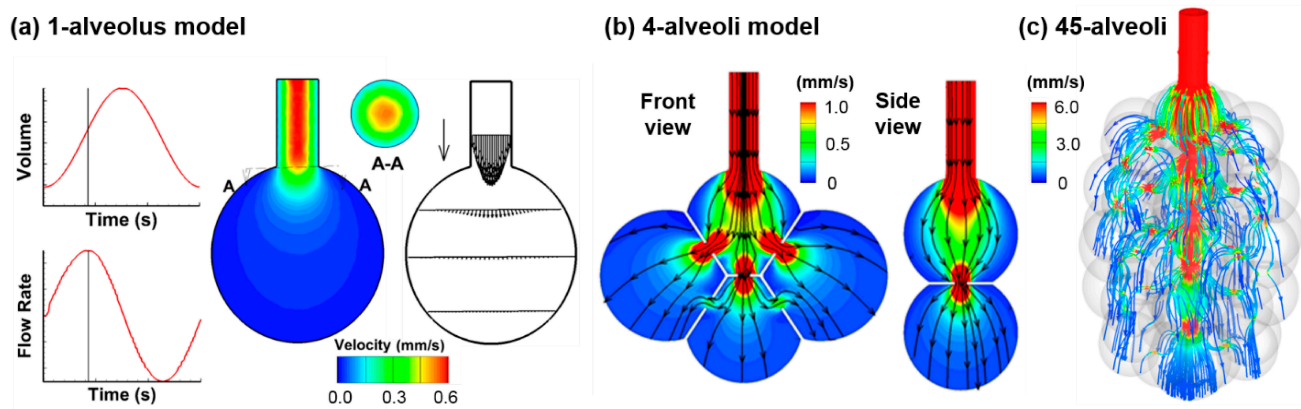 (a) 1-alveolus model
Volume
Time (s)
Flow Rate
Time (s)
A
A
A-A
Velocity (mm/s)
0.0 0.3 0.6
(b) 4-alveoli model
Front
view
(mm/s)
1.0
0.5
0
Side
view
(c) 45-alveoli
(mm/s)
6.0
3.0
0